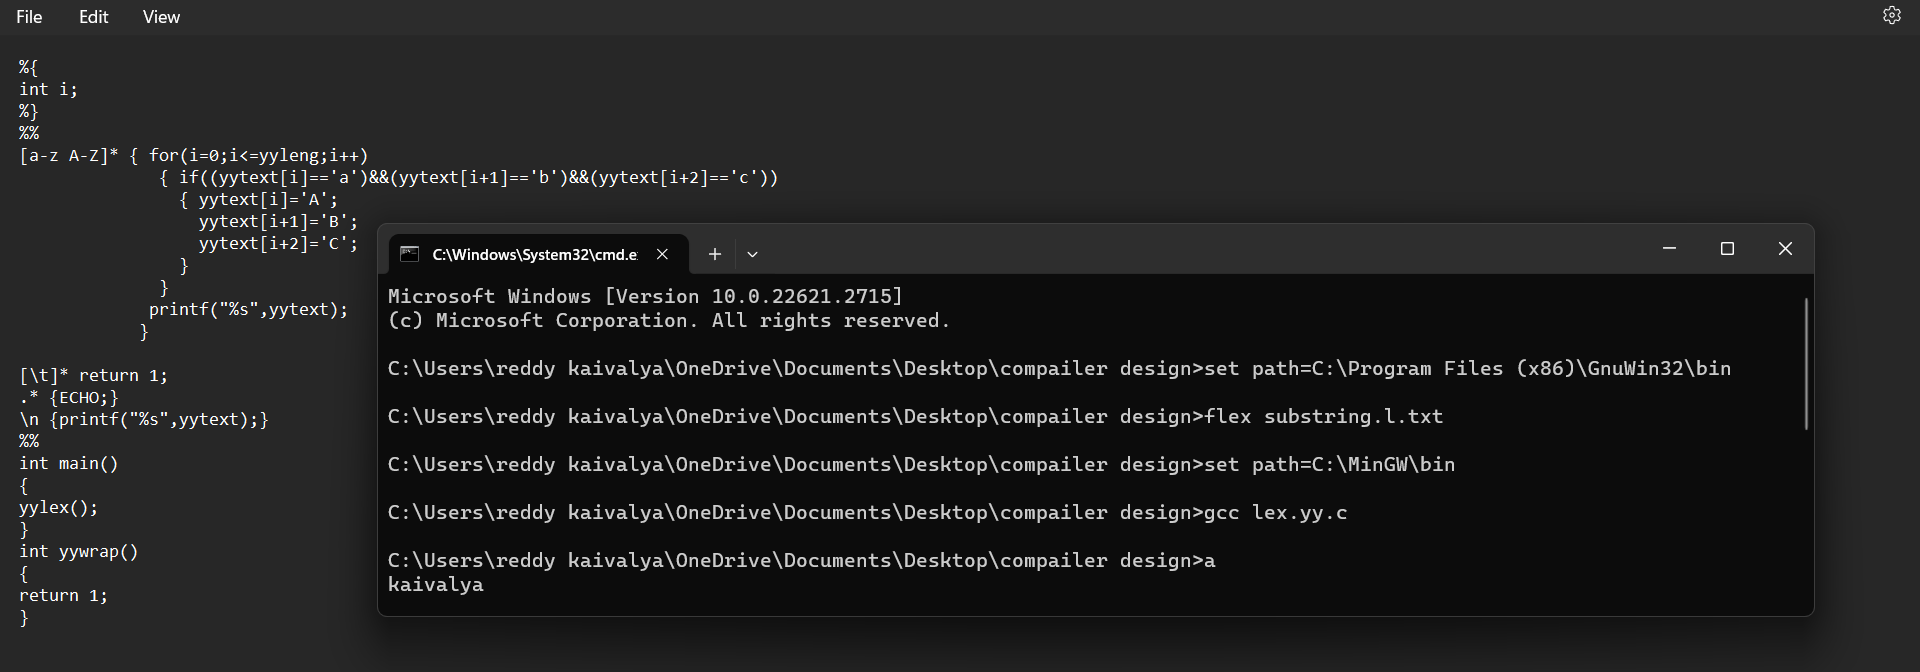 File Edit View
%{
int i;
%}
%%
[a-z A-Z]* { for(i=0;i<=yyleng;i++)
{ if((yytext[i]=='a')&&(yytext[i+1]=='b')&&(yytext[i+2]=='c'))
{ yytext[i]='A';
yytext[i+1]='B';
yytext[i+2]='C';
}
}
printf("%s",yytext);
}
[\t]* return 1;
.* {ECHO;}
\n {printf("%s",yytext);}
%%
int main()
{
yylex();
}
int yywrap()
{
return 1;
}
C:\Windows\System32\cmd.e
Microsoft Windows [Version 10.0.22621.2715]
(c) Microsoft Corporation. All rights reserved.
C:\Users\reddy kaivalya\OneDrive\Documents\Desktop\compailer design>set path=C:\Program Files (x86)\GnuWin32\bin
C:\Users\reddy kaivalya\OneDrive\Documents\Desktop\compailer design>flex substring.l.txt
C:\Users\reddy kaivalya\OneDrive\Documents\Desktop\compailer design>set path=C:\MinGW\bin
C:\Users\reddy kaivalya\OneDrive\Documents\Desktop\compailer design>gcc lex.yy.c
C:\Users\reddy kaivalya\OneDrive\Documents\Desktop\compailer design>a
kaivalya